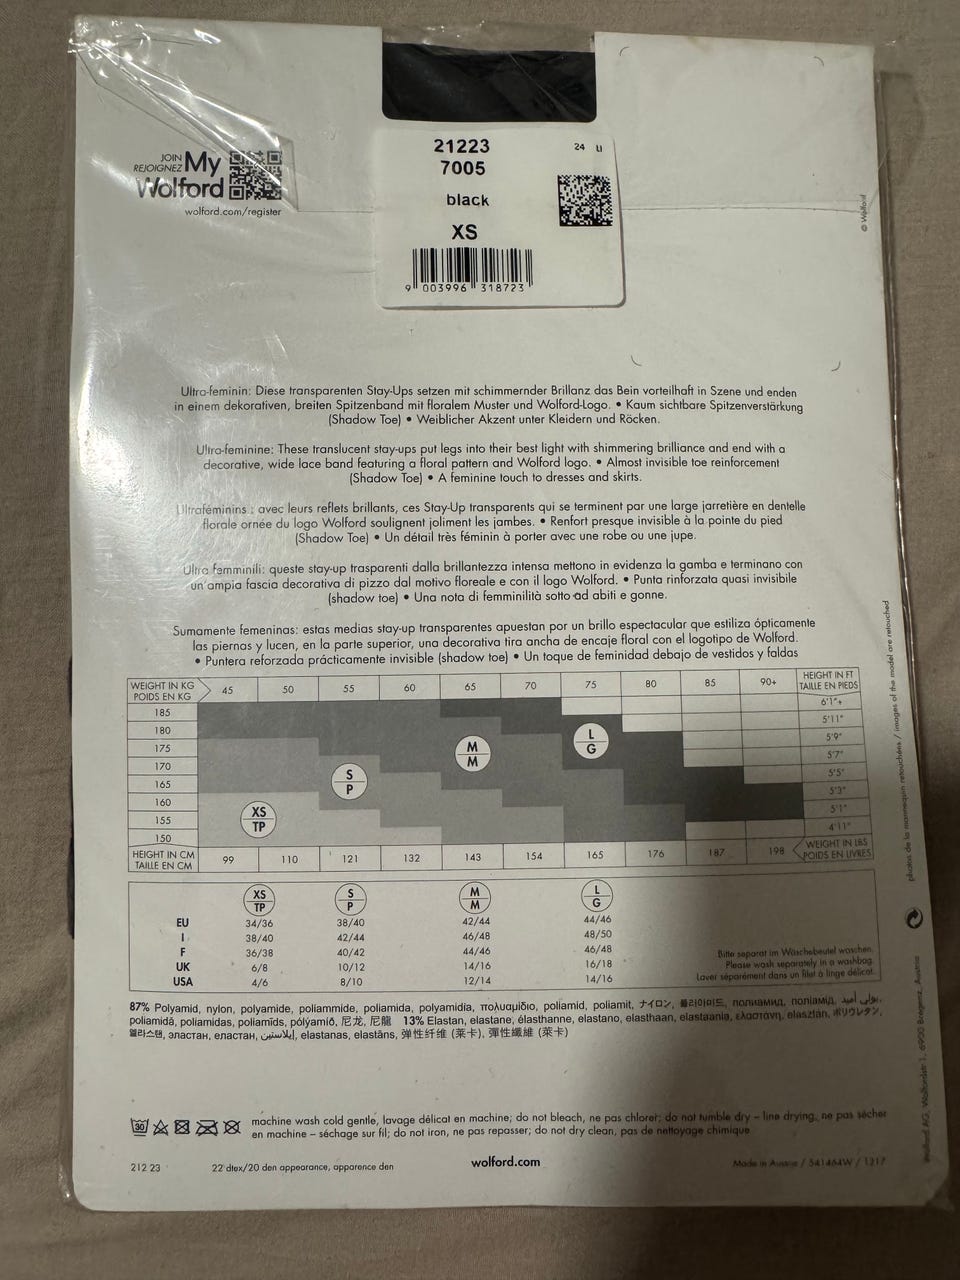 JOIN
REJOIGNEZ My
Wolford
wolford.com/register
21223
7005
24 LI
black
XS
9 003996 318723
© Wolford
Ultra-feminin: Diese transparenten Stay-Ups setzen mit schimmernder Brillanz das Bein vorteilhaft in Szene und enden
in einem dekorativen, breiten Spitzenband mit floralem Muster und Wolford-Logo. • Kaum sichtbare Spitzenverstärkung
(Shadow Toe) • Weiblicher Akzent unter Kleidern und Röcken.
Ultra-feminine: These translucent stay-ups put legs into their best light with shimmering brilliance and end with a
decorative, wide lace band featuring a floral pattern and Wolford logo. • Almost invisible toe reinforcement
(Shadow Toe) • A feminine touch to dresses and skirts.
Ultraféminins : avec leurs reflets brillants, ces Stay-Up transparents qui se terminent par une large jarretière en dentelle
florale ornée du logo Wolford soulignent joliment les jambes. • Renfort presque invisible à la pointe du pied
(Shadow Toe) • Un détail très féminin à porter avec une robe ou une jupe.
Ultra femminili: queste stay-up trasparenti dalla brillantezza intensa mettono in evidenza la gamba e terminano con
un'ampia fascia decorativa di pizzo dal motivo floreale e con il logo Wolford. • Punta rinforzata quasi invisibile
(shadow toe) • Una nota di femminilità sotto ad abiti e gonne.
Sumamente femeninas: estas medias stay-up transparentes apuestan por un brillo espectacular que estiliza ópticamente
las piernas y lucen, en la parte superior, una decorativa tira ancha de encaje floral con el logotipo de Wolford.
• Puntera reforzada prácticamente invisible (shadow toe) • Un toque de feminidad debajo de vestidos y faldas
WEIGHT IN KG
POIDS EN KG
45 50 55 60 65 70 75 80 85 90+
HEIGHT IN FT
TAILLE EN PIEDS
185 6'1"+
180 5'11"
175 5'9"
170 5'7"
165 5'5"
160 5'3"
155 5'1"
150 4'11"
L
G
M
M
S
P
XS
TP
HEIGHT IN CM
TAILLE EN CM
99 110 121 132 143 154 165 176 187 198
WEIGHT IN LBS
POIDS EN LIVRES
XS S M L
TP P M G
EU 34/36 38/40 42/44 44/46
I 38/40 42/44 46/48 48/50
F 36/38 40/42 44/46 46/48
UK 6/8 10/12 14/16 16/18
USA 4/6 8/10 12/14 14/16
Bitte separat im Wäschebeutel waschen.
Please wash separately in a washbag.
Laver séparément dans un filet à linge délicat.
87% Polyamid, nylon, polyamide, poliammide, poliamida, polyamidia, πολυαμίδιο, poliamid, poliamit, ナイロン, 폴리아미드, полиамид, поліамід, بولي أميد,
poliamidă, poliamidas, poliamīds, pólýamíð, 尼龙, 尼龍 13% Elastan, elastane, élasthanne, elastano, elasthaan, elastaania, ελαστάνη, elasztán, ポリウレタン,
엘라스탠, эластан, еластан, إيلاستين, elastanas, elastāns, 弹性纤维 (莱卡), 彈性纖維 (萊卡)
30
machine wash cold gentle, lavage délicat en machine; do not bleach, ne pas chlorer; do not tumble dry – line drying, ne pas sécher
en machine – séchage sur fil; do not iron, ne pas repasser; do not dry clean, pas de nettoyage chimique
212 23
22 dtex/20 den appearance, apparence den
wolford.com
Made in Austria / 541464W / 1217
photos de la mannequin retouchées / images of the model are retouched
Wolford AG, Wolfordstr. 1, 6900 Bregenz, Austria